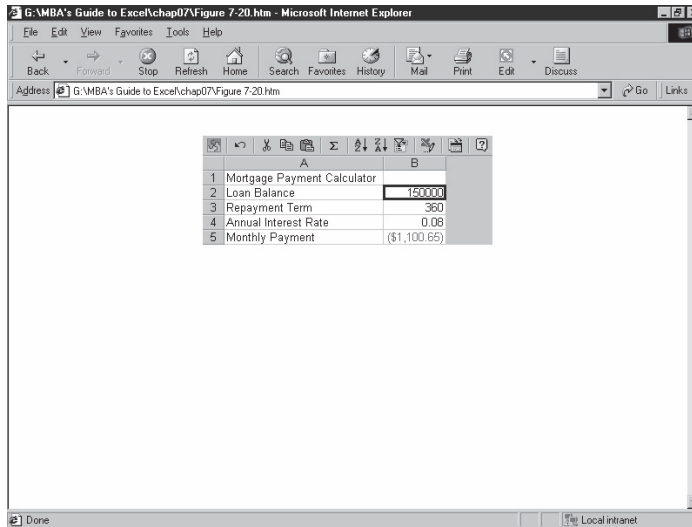 G:\MBA's Guide to Excel\chap07\Figure 7-20.htm - Microsoft Internet Explorer
File Edit View Favorites Tools Help
Back Forward Stop Refresh Home Search Favorites History Mail Print Edit Discuss
Address G:\MBA's Guide to Excel\chap07\Figure 7-20.htm Go Links
A B
1 Mortgage Payment Calculator
2 Loan Balance 150000
3 Repayment Term 360
4 Annual Interest Rate 0.08
5 Monthly Payment ($1,100.65)
Done Local intranet